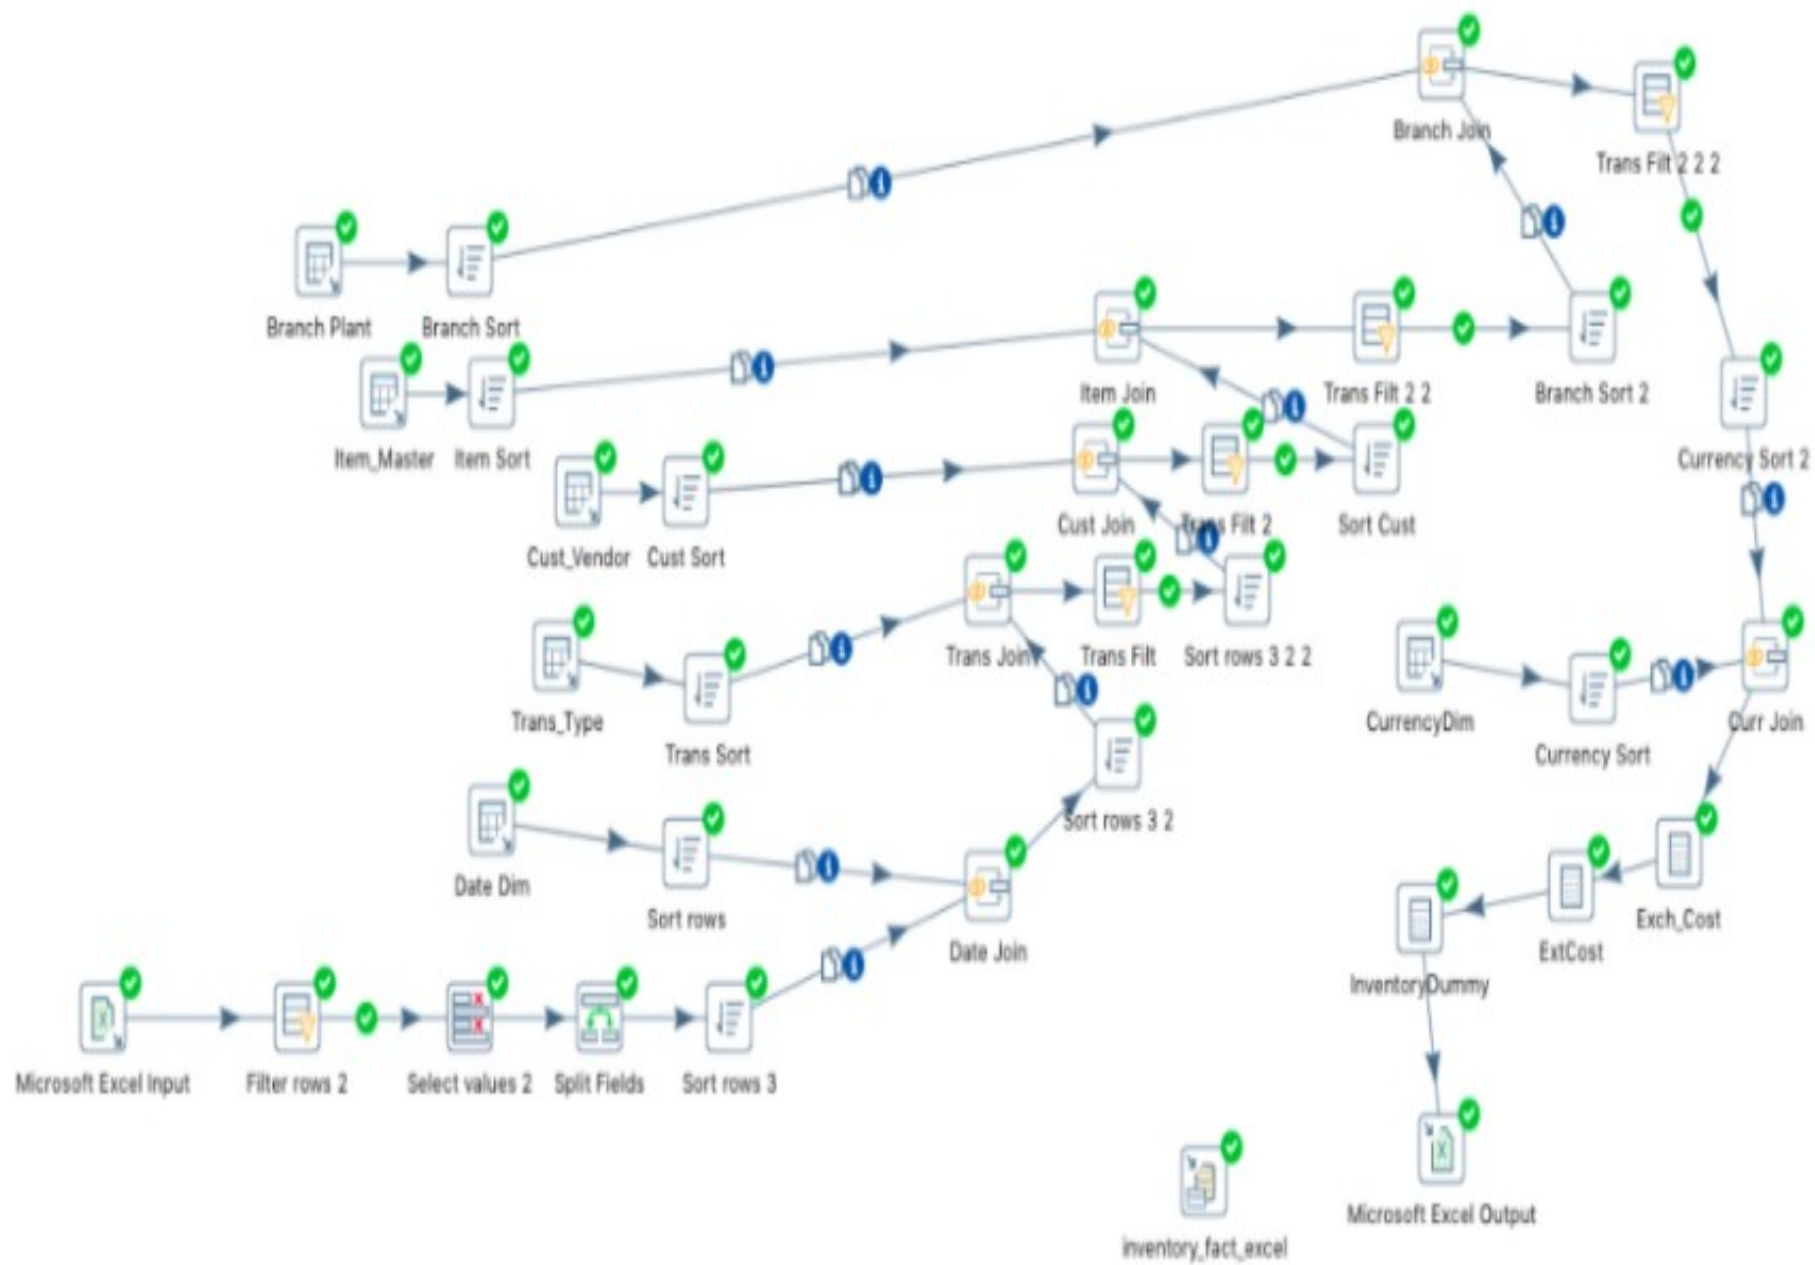 Branch Join
Trans Filt 2 2 2
Branch Plant
Branch Sort
Item Join
Trans Filt 2 2
Branch Sort 2
Item_Master
Item Sort
Currency Sort 2
Cust_Vendor
Cust Sort
Cust Join
Trans Filt 2
Sort Cust
Trans_Type
Trans Sort
Trans Join
Trans Filt
Sort rows 3 2 2
CurrencyDim
Currency Sort
Curr Join
Sort rows 3 2
Date Dim
Sort rows
Date Join
Exch_Cost
ExtCost
InventoryDummy
Microsoft Excel Input
Filter rows 2
Select values 2
Split Fields
Sort rows 3
Microsoft Excel Output
inventory_fact_excel